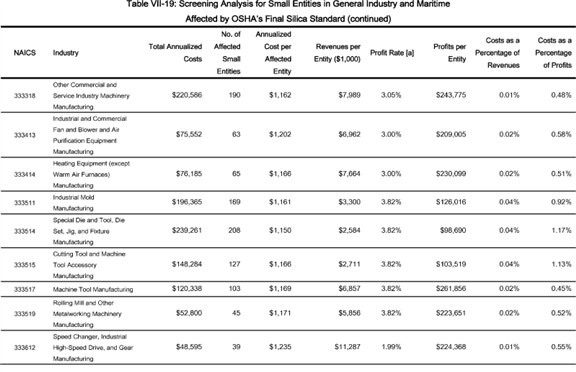 Table VII-19: Screening Analysis for Small Entities in General Industry and Maritime
Affected by OSHA's Final Silica Standard (continued)
NAICS Industry Total Annualized Costs No. of Affected Small Entities Annualized Cost per Affected Entity Revenues per Entity ($1,000) Profit Rate [a] Profits per Entity Costs as a Percentage of Revenues Costs as a Percentage of Profits
333318 Other Commercial and Service Industry Machinery Manufacturing $220,586 190 $1,162 $7,989 3.05% $243,775 0.01% 0.48%
333413 Industrial and Commercial Fan and Blower and Air Purification Equipment Manufacturing $75,552 63 $1,202 $6,962 3.00% $209,005 0.02% 0.58%
333414 Heating Equipment (except Warm Air Furnaces) Manufacturing $76,185 65 $1,166 $7,664 3.00% $230,099 0.02% 0.51%
333511 Industrial Mold Manufacturing $196,365 169 $1,161 $3,300 3.82% $126,016 0.04% 0.92%
333514 Special Die and Tool, Die Set, Jig, and Fixture Manufacturing $239,261 208 $1,150 $2,584 3.82% $98,690 0.04% 1.17%
333515 Cutting Tool and Machine Tool Accessory Manufacturing $148,284 127 $1,166 $2,711 3.82% $103,519 0.04% 1.13%
333517 Machine Tool Manufacturing $120,338 103 $1,169 $6,857 3.82% $261,856 0.02% 0.45%
333519 Rolling Mill and Other Metalworking Machinery Manufacturing $52,800 45 $1,171 $5,856 3.82% $223,651 0.02% 0.52%
333612 Speed Changer, Industrial High-Speed Drive, and Gear Manufacturing $48,595 39 $1,235 $11,287 1.99% $224,368 0.01% 0.55%